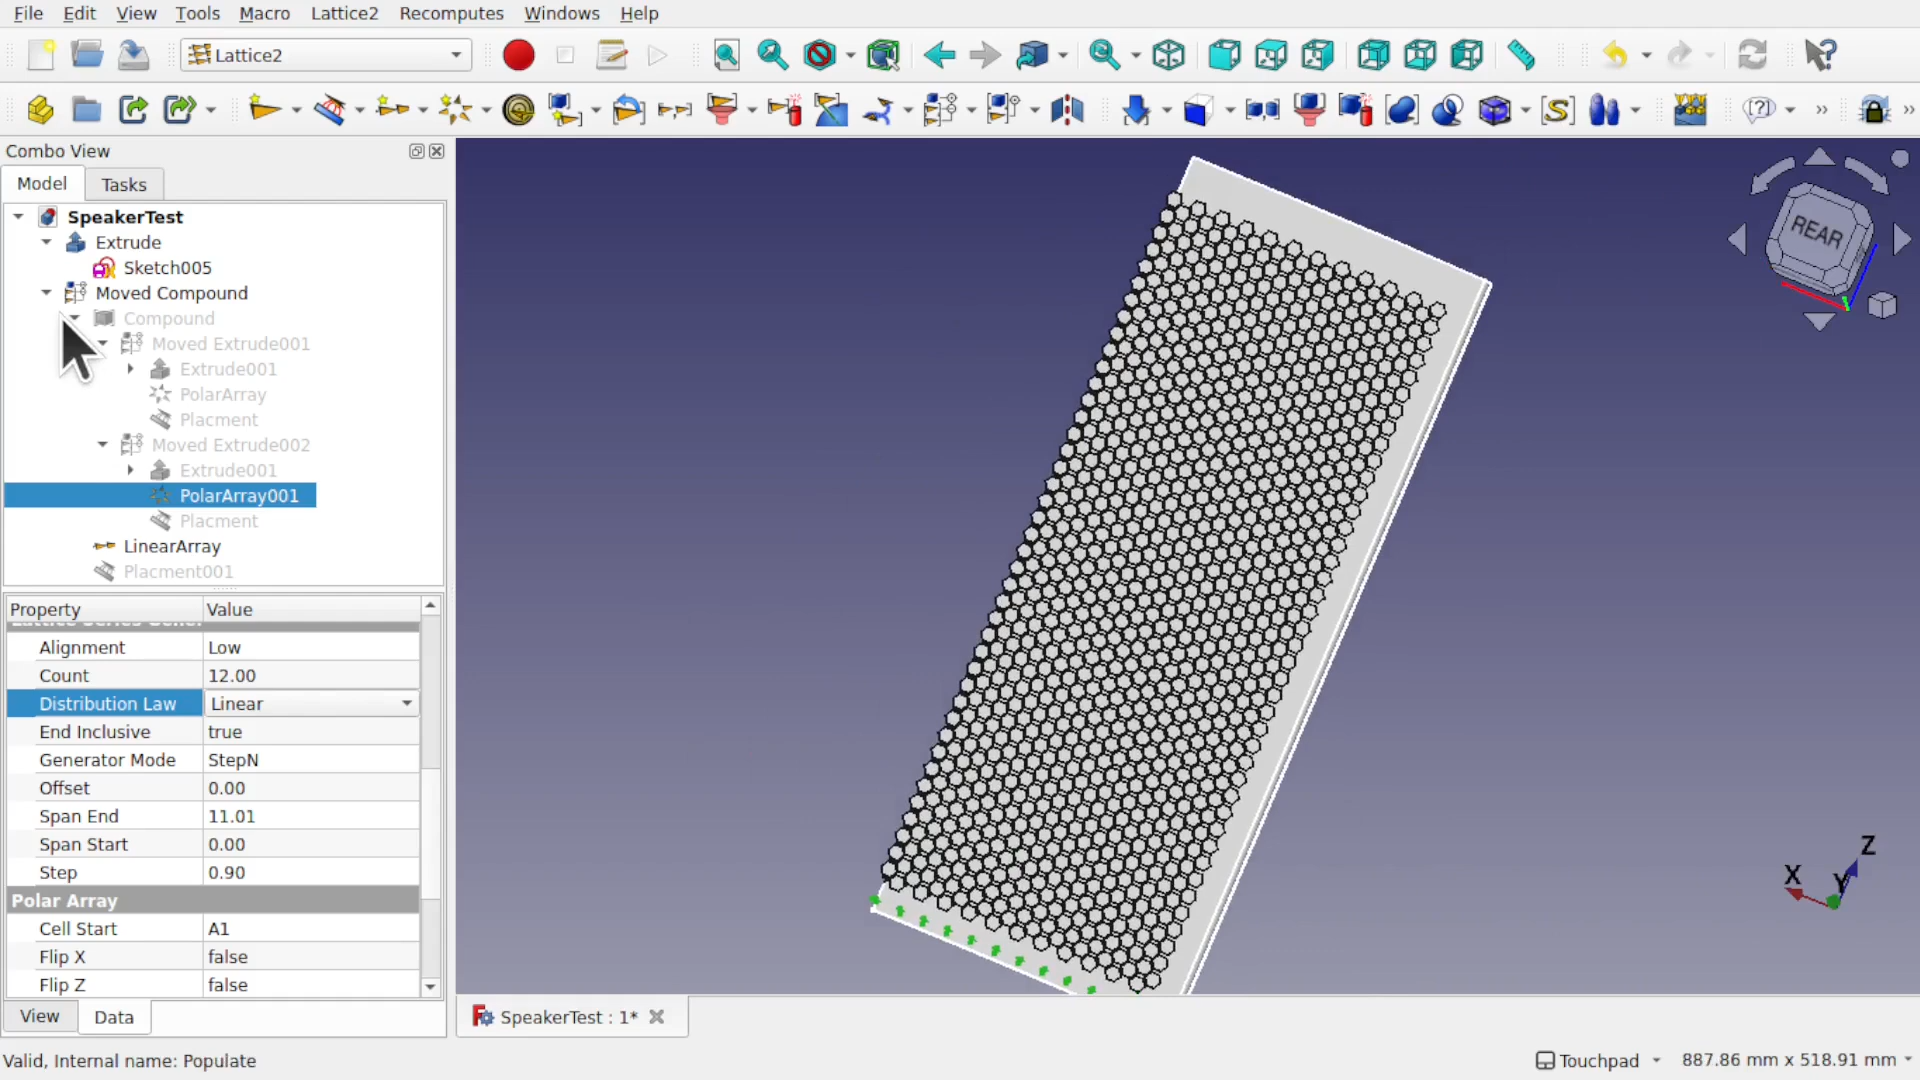 File Edit View Tools Macro Lattice2 Recomputes Windows Help
Lattice2
Combo View
Model Tasks
SpeakerTest
Extrude
Sketch005
Moved Compound
Compound
Moved Extrude001
Extrude001
PolarArray
Placment
Moved Extrude002
Extrude001
PolarArray001
Placment
LinearArray
Placment001
Property Value
Alignment Low
Count 12.00
Distribution Law Linear
End Inclusive true
Generator Mode StepN
Offset 0.00
Span End 11.01
Span Start 0.00
Step 0.90
Polar Array
Cell Start A1
Flip X false
Flip Z false
View Data
REAR
X Y Z
SpeakerTest : 1*
Valid, Internal name: Populate
Touchpad 887.86 mm x 518.91 mm